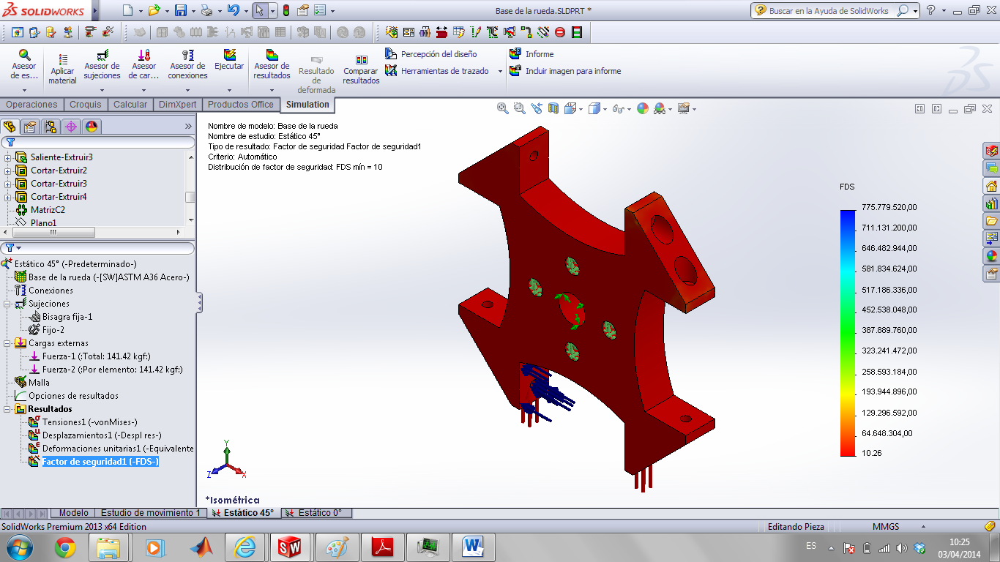 SOLIDWORKS
Base de la rueda.SLDPRT *
Buscar en la Ayuda de SolidWorks
Asesor de es...
Aplicar material
Asesor de sujeciones
Asesor de car...
Asesor de conexiones
Ejecutar
Asesor de resultados
Resultado de deformada
Comparar resultados
Percepción del diseño
Herramientas de trazado
Informe
Incluir imagen para informe
Operaciones
Croquis
Calcular
DimXpert
Productos Office
Simulation
Saliente-Extruir3
Cortar-Extruir2
Cortar-Extruir3
Cortar-Extruir4
MatrizC2
Plano1
Estático 45° (-Predeterminado-)
Base de la rueda (-[SW]ASTM A36 Acero-)
Conexiones
Sujeciones
Bisagra fija-1
Fijo-2
Cargas externas
Fuerza-1 (:Total: 141.42 kgf:)
Fuerza-2 (:Por elemento: 141.42 kgf:)
Malla
Opciones de resultados
Resultados
Tensiones1 (-vonMises-)
Desplazamientos1 (-Despl res-)
Deformaciones unitarias1 (-Equivalente
Factor de seguridad1 (-FDS-)
Nombre de modelo: Base de la rueda
Nombre de estudio: Estático 45°
Tipo de resultado: Factor de seguridad Factor de seguridad1
Criterio: Automático
Distribución de factor de seguridad: FDS mín = 10
FDS
775.779.520,00
711.131.200,00
646.482.944,00
581.834.624,00
517.186.336,00
452.538.048,00
387.889.760,00
323.241.472,00
258.593.184,00
193.944.896,00
129.296.592,00
64.648.304,00
10.26
Y
Z
X
*Isométrica
Modelo
Estudio de movimiento 1
Estático 45°
Estático 0°
SolidWorks Premium 2013 x64 Edition
Editando Pieza
MMGS
ES
10:25
03/04/2014